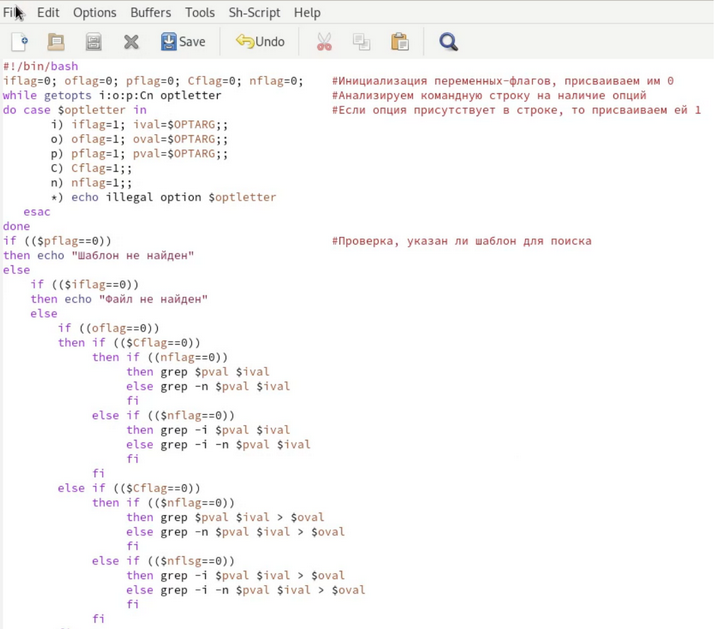 File Edit Options Buffers Tools Sh-Script Help
Save Undo
#!/bin/bash
iflag=0; oflag=0; pflag=0; Cflag=0; nflag=0; #Инициализация переменных-флагов, присваиваем им 0
while getopts i:o:p:Cn optletter #Анализируем командную строку на наличие опций
do case $optletter in #Если опция присутствует в строке, то присваиваем ей 1
i) iflag=1; ival=$OPTARG;;
o) oflag=1; oval=$OPTARG;;
p) pflag=1; pval=$OPTARG;;
C) Cflag=1;;
n) nflag=1;;
*) echo illegal option $optletter
esac
done
if (($pflag==0)) #Проверка, указан ли шаблон для поиска
then echo "Шаблон не найден"
else
if (($iflag==0))
then echo "Файл не найден"
else
if ((oflag==0))
then if (($Cflag==0))
then if ((nflag==0))
then grep $pval $ival
else grep -n $pval $ival
fi
else if (($nflag==0))
then grep -i $pval $ival
else grep -i -n $pval $ival
fi
fi
else if (($Cflag==0))
then if (($nflag==0))
then grep $pval $ival > $oval
else grep -n $pval $ival > $oval
fi
else if (($nflsg==0))
then grep -i $pval $ival > $oval
else grep -i -n $pval $ival > $oval
fi
fi